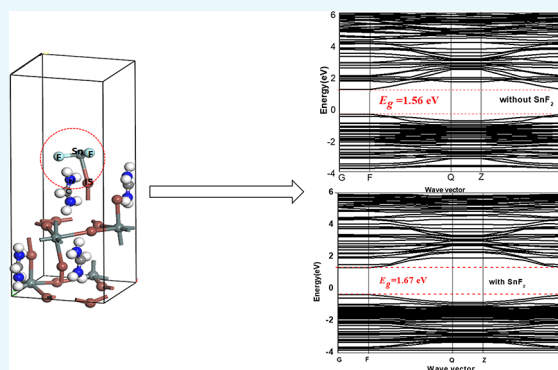 Sn
F
F
6
4
2
0
-2
-4
Energy(eV)
Eg =1.56 eV
without SnF2
G
F
Q
Z
Wave vector
6
4
2
0
-2
-4
Energy(eV)
Eg =1.67 eV
with SnF2
G
F
Q
Z
Wave vector